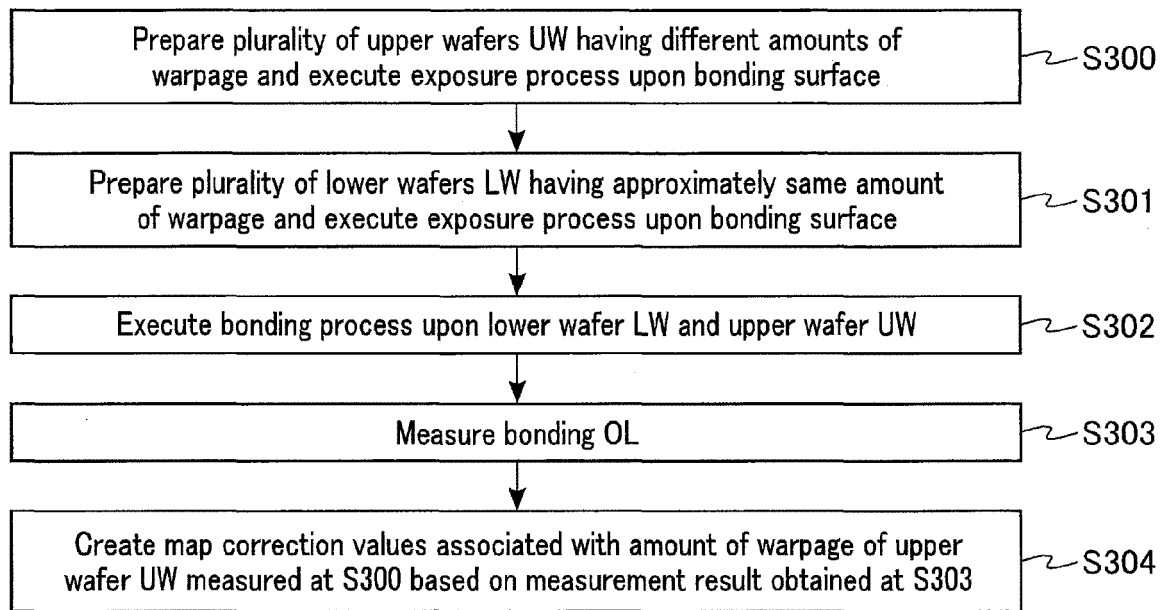 Prepare plurality of upper wafers UW having different amounts of
warpage and execute exposure process upon bonding surface
S300
Prepare plurality of lower wafers LW having approximately same amount
of warpage and execute exposure process upon bonding surface
S301
Execute bonding process upon lower wafer LW and upper wafer UW
S302
Measure bonding OL
S303
Create map correction values associated with amount of warpage of upper
wafer UW measured at S300 based on measurement result obtained at S303
S304